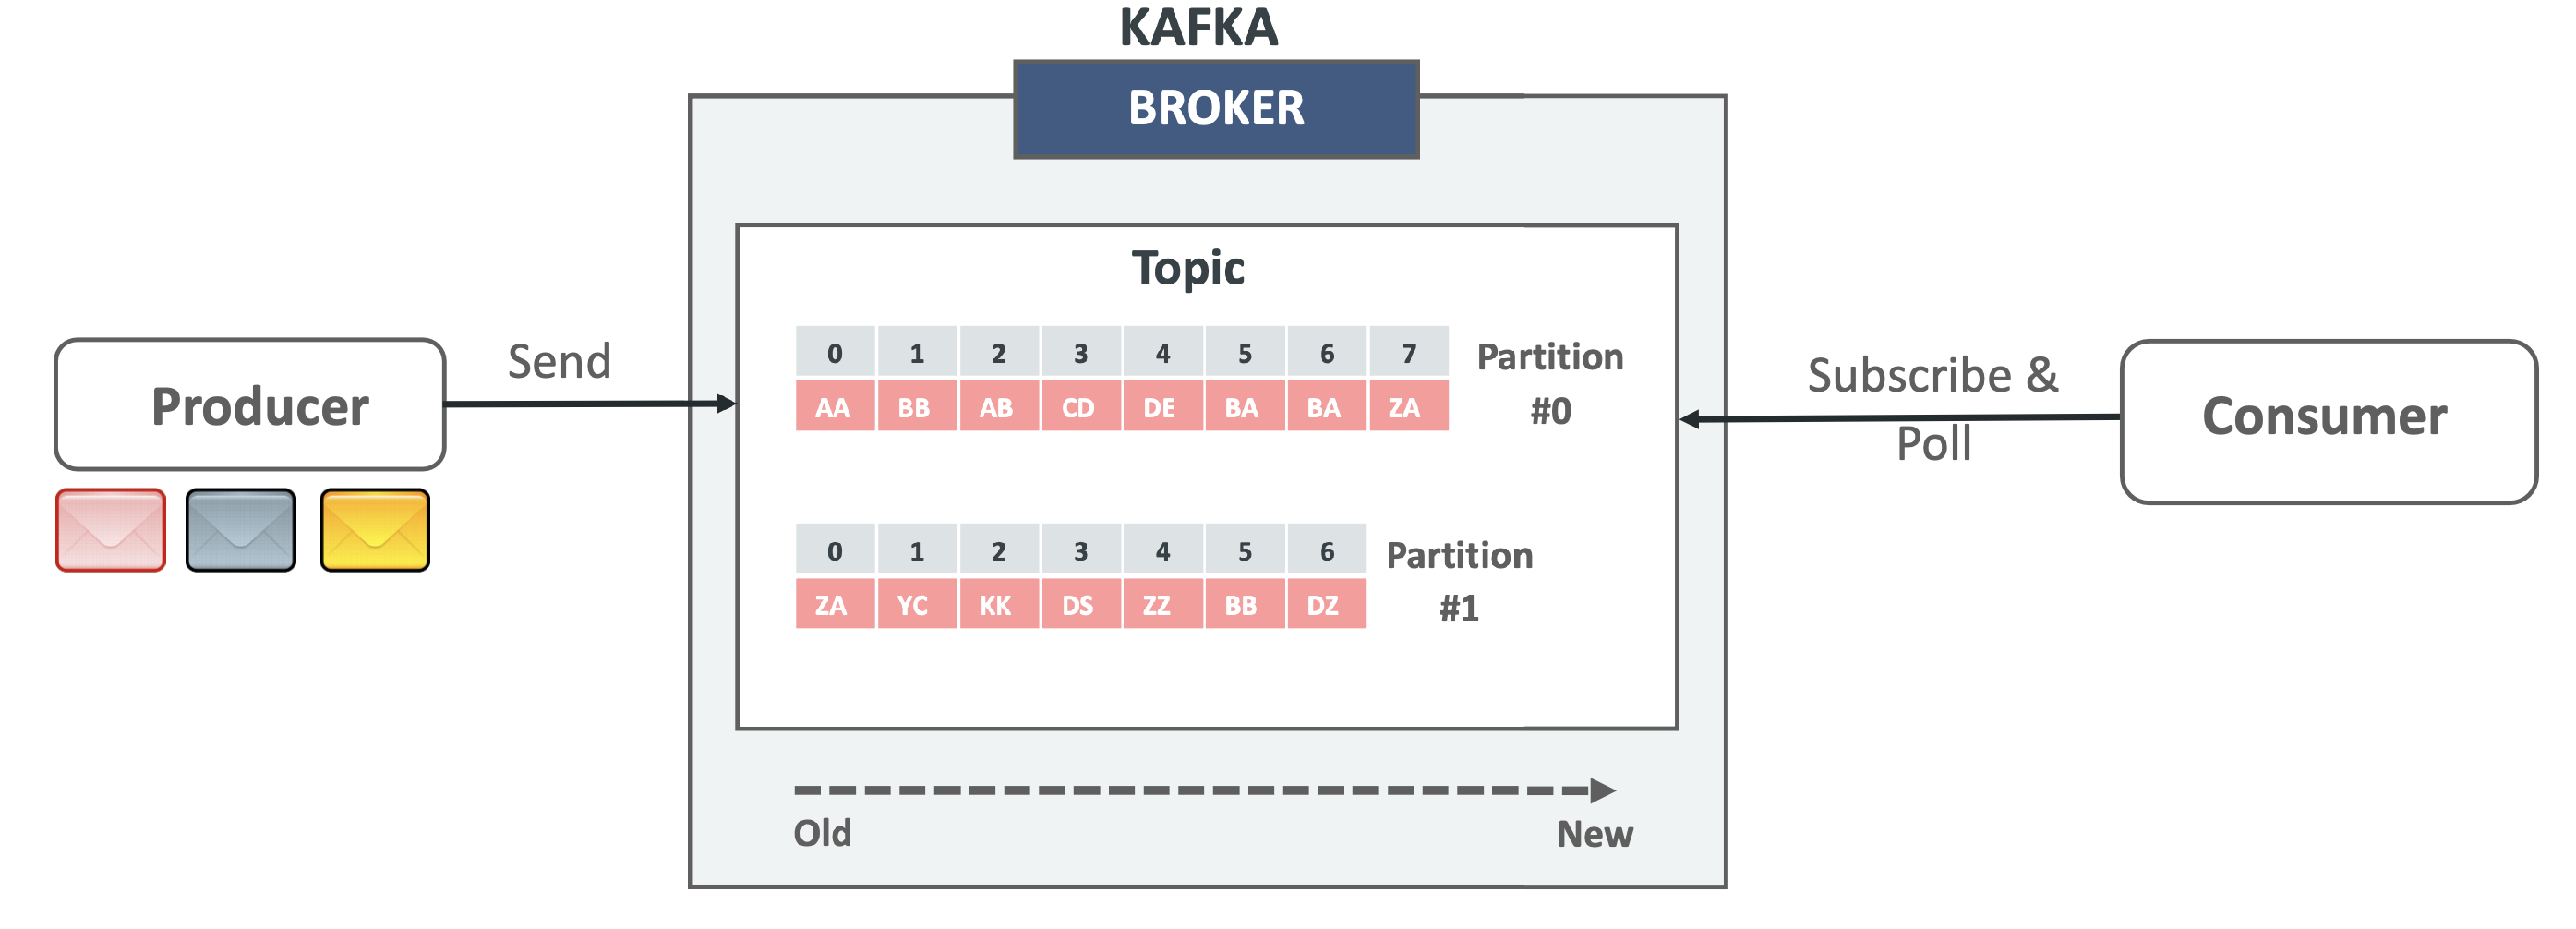 KAFKA
BROKER
Topic
0 1 2 3 4 5 6 7
AA BB AB CD DE BA BA ZA
Partition
#0
0 1 2 3 4 5 6
ZA YC KK DS ZZ BB DZ
Partition
#1
Old
New
Producer
Send
Subscribe &
Poll
Consumer